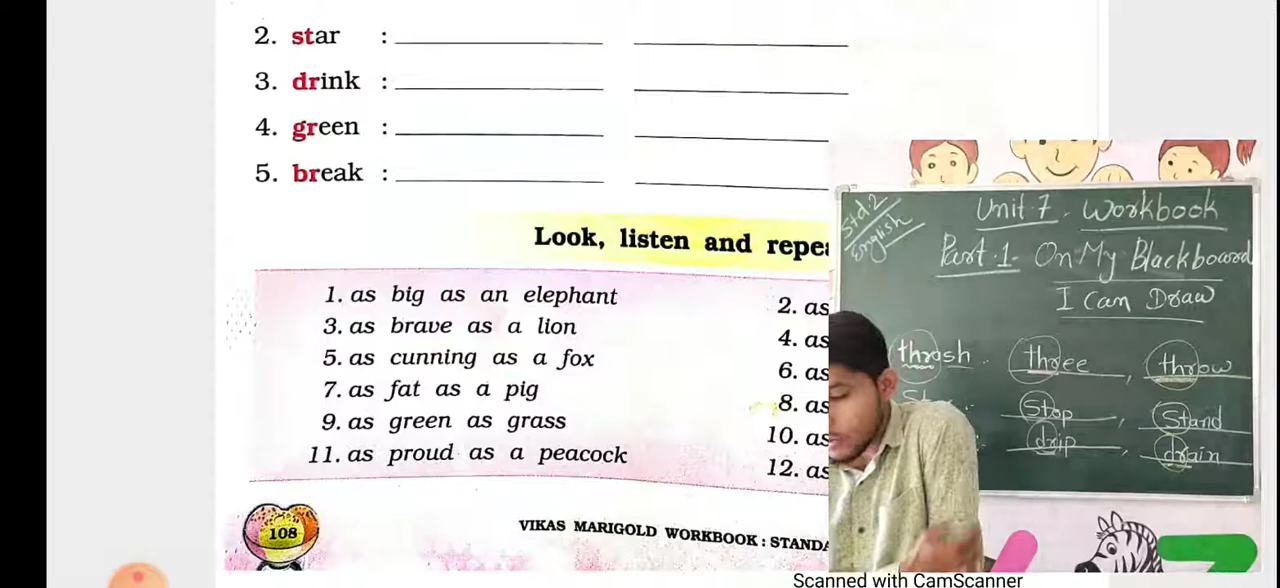 2. star :
3. drink :
4. green :
5. break :
Look, listen and repea
1. as big as an elephant
2. as
3. as brave as a lion
4. as
5. as cunning as a fox
6. as
7. as fat as a pig
8. as
9. as green as grass
10. as
11. as proud as a peacock
12. as
108
VIKAS MARIGOLD WORKBOOK : STANDA
Scanned with CamScanner
Std.2
English
Unit 7. Workbook
Part.1. On My Blackboard
I Can Draw
thrash. three, throw
Stop, Stand
drip, drain